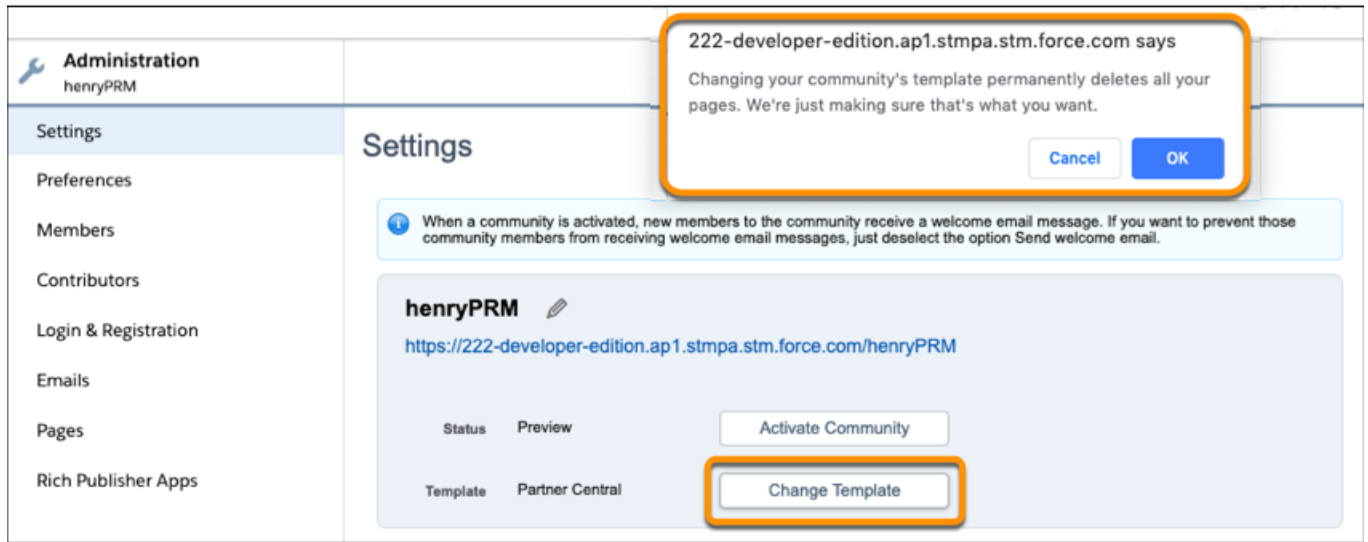 222-developer-edition.ap1.stmpa.stm.force.com says
Changing your community's template permanently deletes all your
pages. We're just making sure that's what you want.
Cancel
OK
Administration
henryPRM
Settings
Preferences
Members
Contributors
Login & Registration
Emails
Pages
Rich Publisher Apps
Settings
When a community is activated, new members to the community receive a welcome email message. If you want to prevent those
community members from receiving welcome email messages, just deselect the option Send welcome email.
henryPRM
https://222-developer-edition.ap1.stmpa.stm.force.com/henryPRM
Status Preview Activate Community
Template Partner Central Change Template